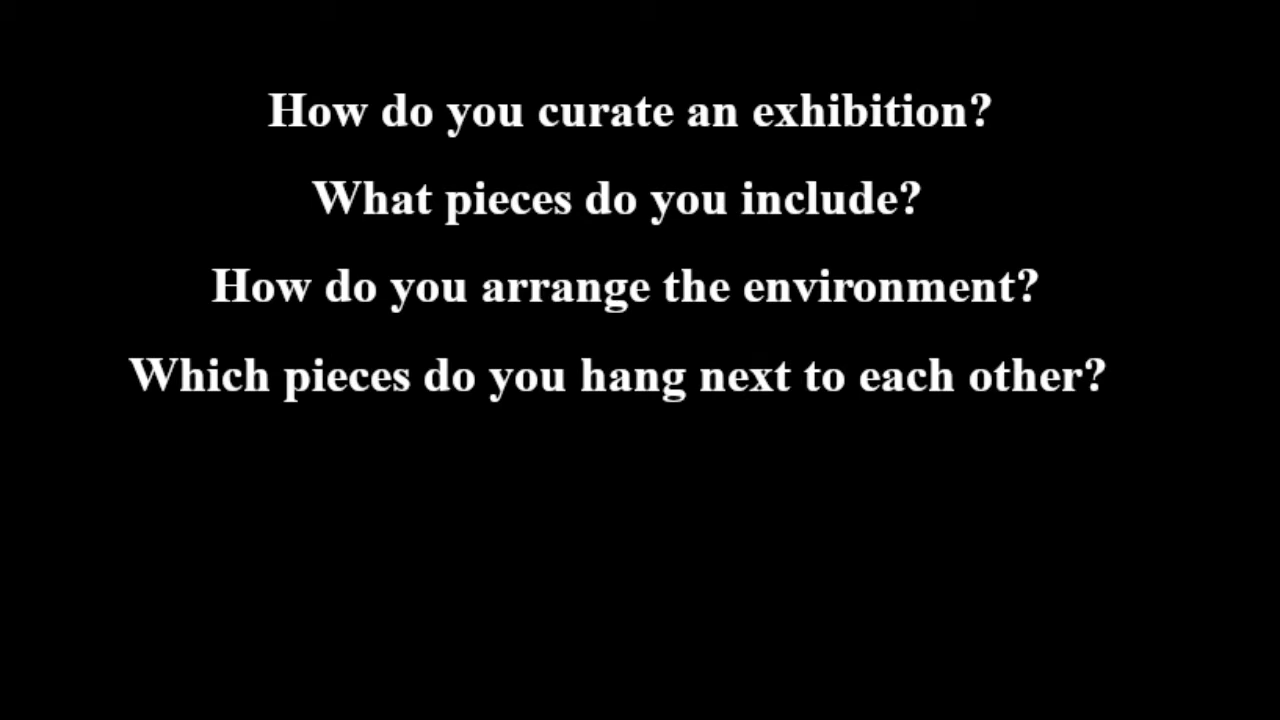 How do you curate an exhibition?
What pieces do you include?
How do you arrange the environment?
Which pieces do you hang next to each other?